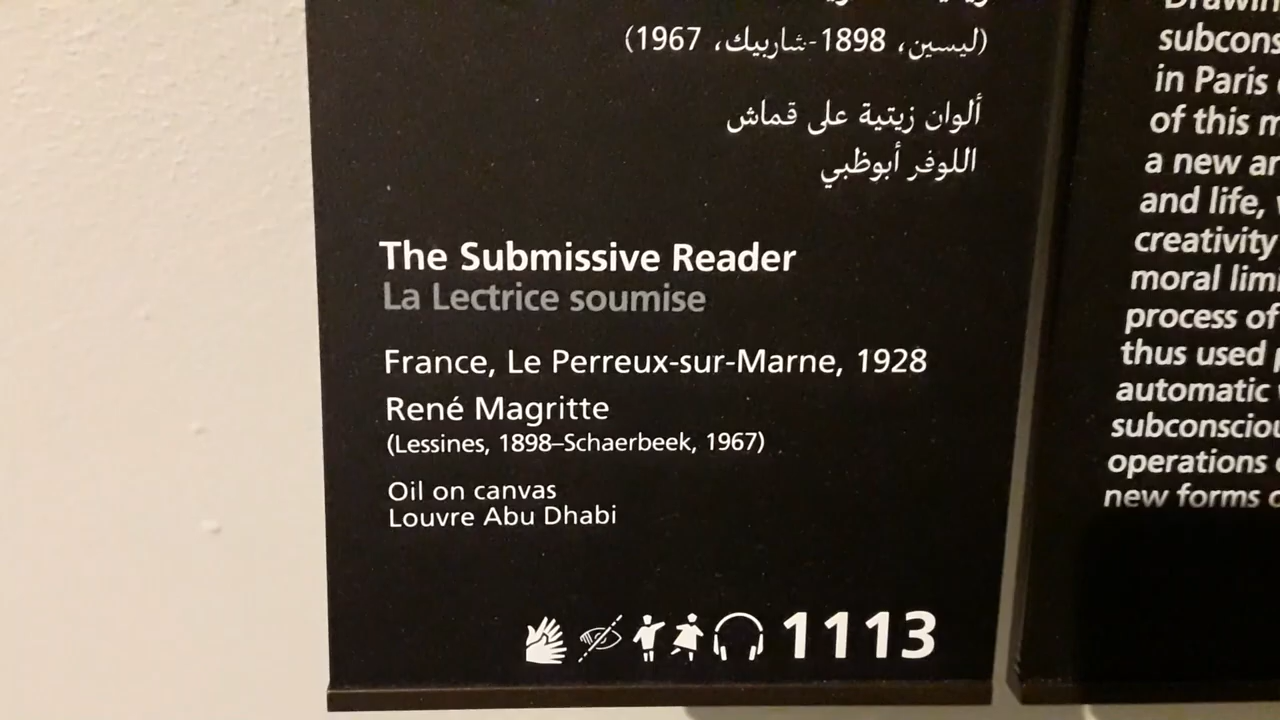 (ليسين، 1898-شاربيك، 1967)
ألوان زيتية على قماش
اللوفر أبوظبي
The Submissive Reader
La Lectrice soumise
France, Le Perreux-sur-Marne, 1928
René Magritte
(Lessines, 1898–Schaerbeek, 1967)
Oil on canvas
Louvre Abu Dhabi
1113
subcons
in Paris
of this m
a new ar
and life,
creativity
moral limi
process of
thus used
automatic
subconsciou
operations
new forms